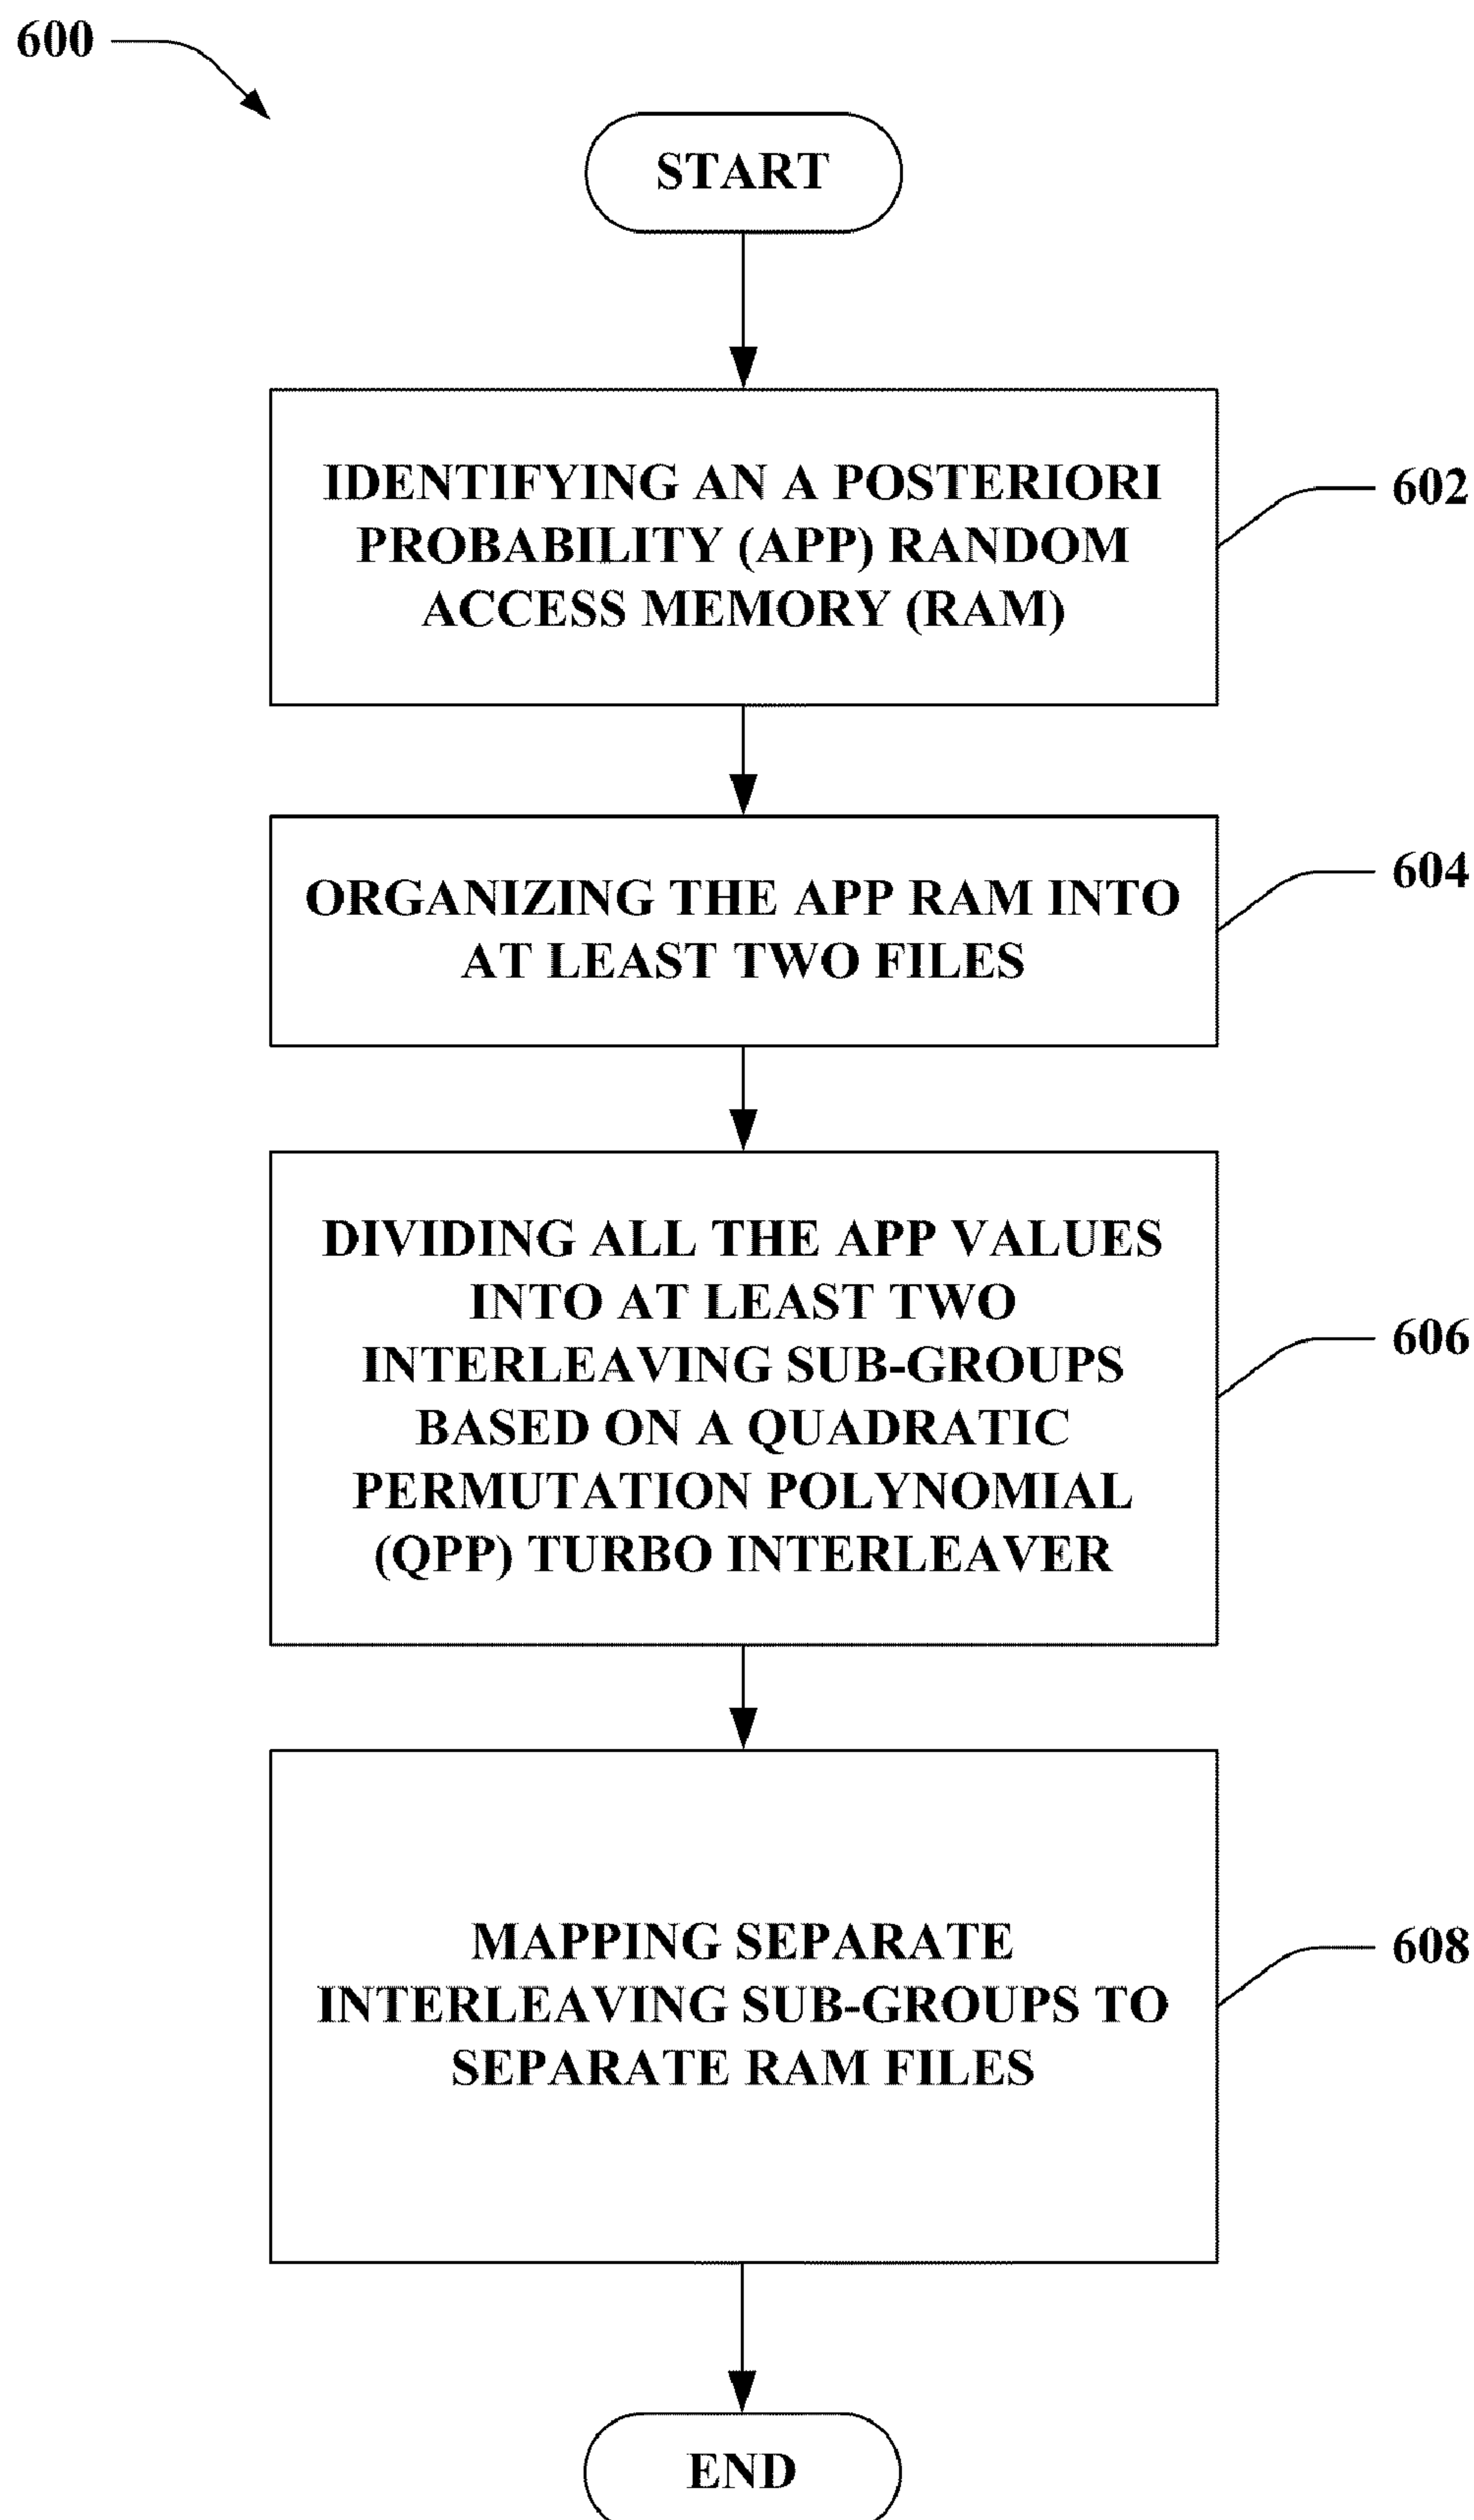 600
START
IDENTIFYING AN A POSTERIORI
PROBABILITY (APP) RANDOM
ACCESS MEMORY (RAM)
602
ORGANIZING THE APP RAM INTO
AT LEAST TWO FILES
604
DIVIDING ALL THE APP VALUES
INTO AT LEAST TWO
INTERLEAVING SUB-GROUPS
BASED ON A QUADRATIC
PERMUTATION POLYNOMIAL
(QPP) TURBO INTERLEAVER
606
MAPPING SEPARATE
INTERLEAVING SUB-GROUPS TO
SEPARATE RAM FILES
608
END